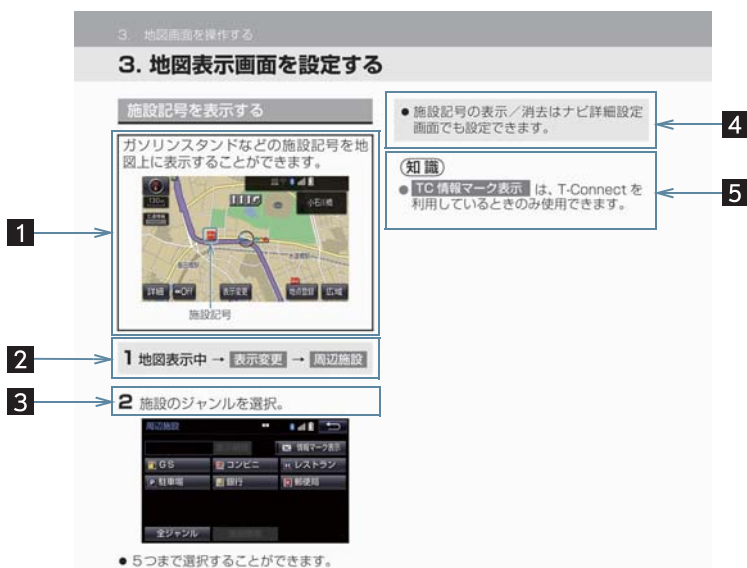 3. 地図画面を操作する
3. 地図表示画面を設定する
施設記号を表示する
1
ガソリンスタンドなどの施設記号を地
図上に表示することができます。
130m
小石川橋
詳細
Off
表示変更
地点登録
広域
施設記号
2
1 地図表示中 → 表示変更 → 周辺施設
3
2 施設のジャンルを選択。
周辺施設
情報マーク表示
GS
コンビニ
レストラン
P 駐車場
銀行
郵便局
全ジャンル
● 5つまで選択することができます。
● 施設記号の表示／消去はナビ詳細設定
画面でも設定できます。
4
知識
● TC 情報マーク表示 は、T-Connect を
利用しているときのみ使用できます。
5